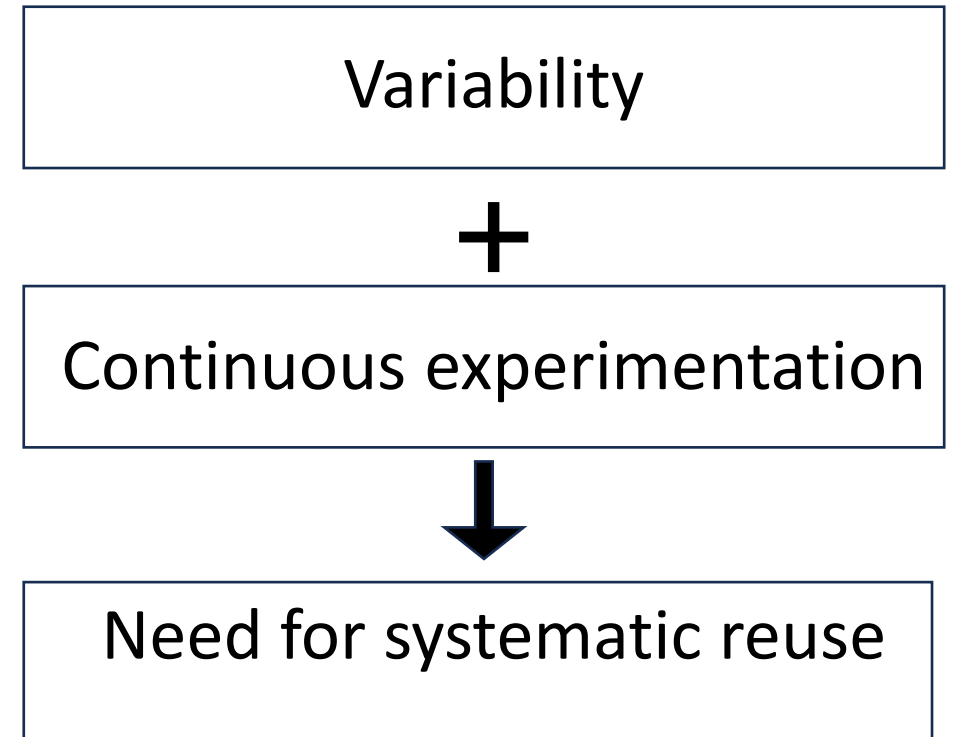 Variability
+
Continuous experimentation
Need for systematic reuse